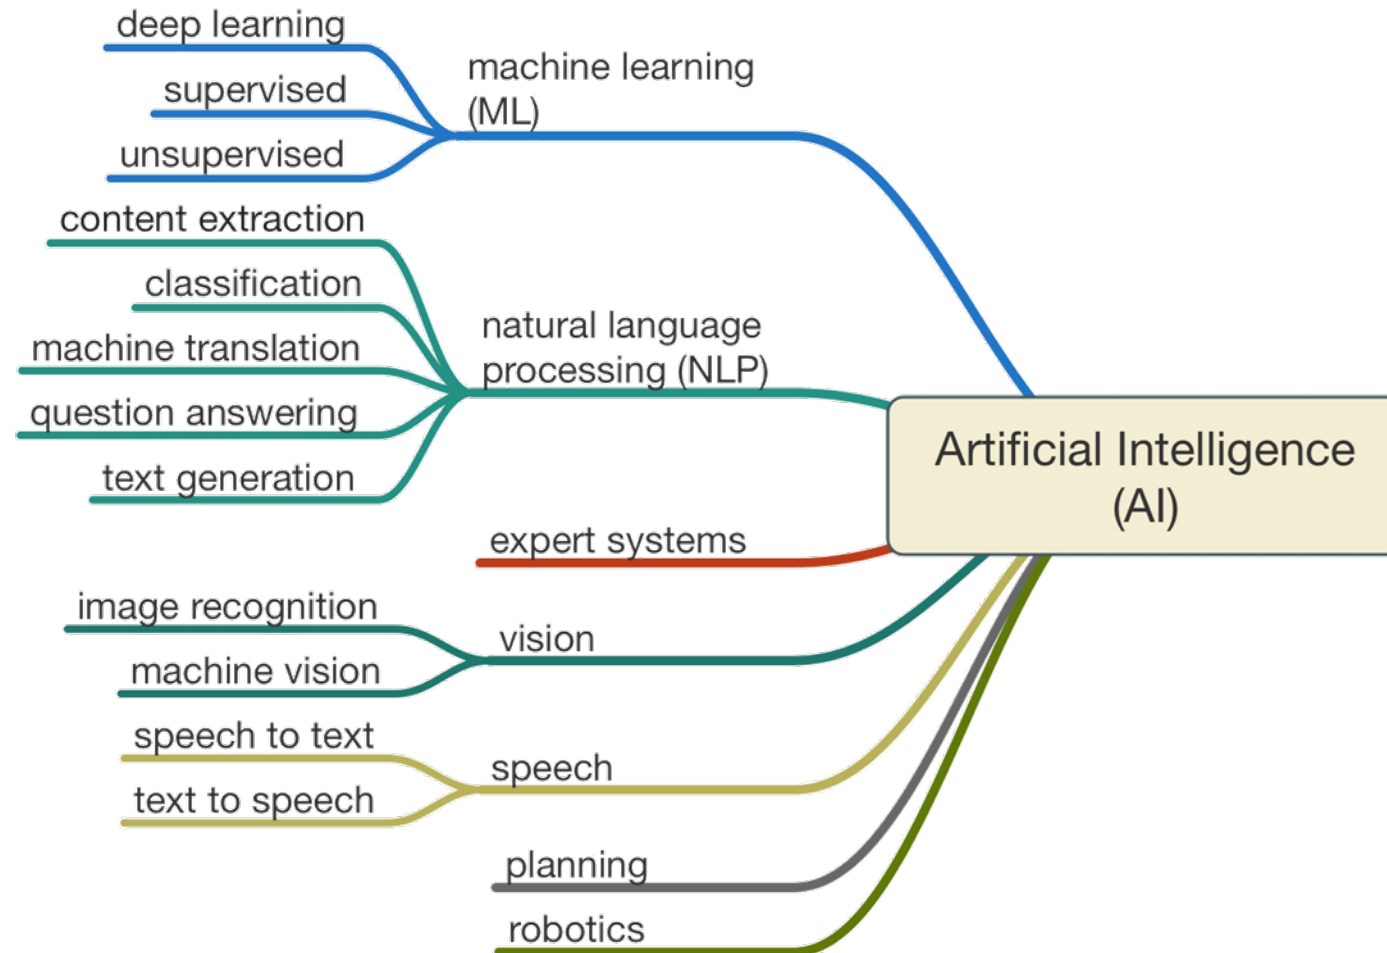 deep learning
supervised
unsupervised
machine learning
(ML)
content extraction
classification
machine translation
question answering
text generation
natural language
processing (NLP)
expert systems
image recognition
machine vision
vision
speech to text
text to speech
speech
planning
robotics
Artificial Intelligence
(AI)